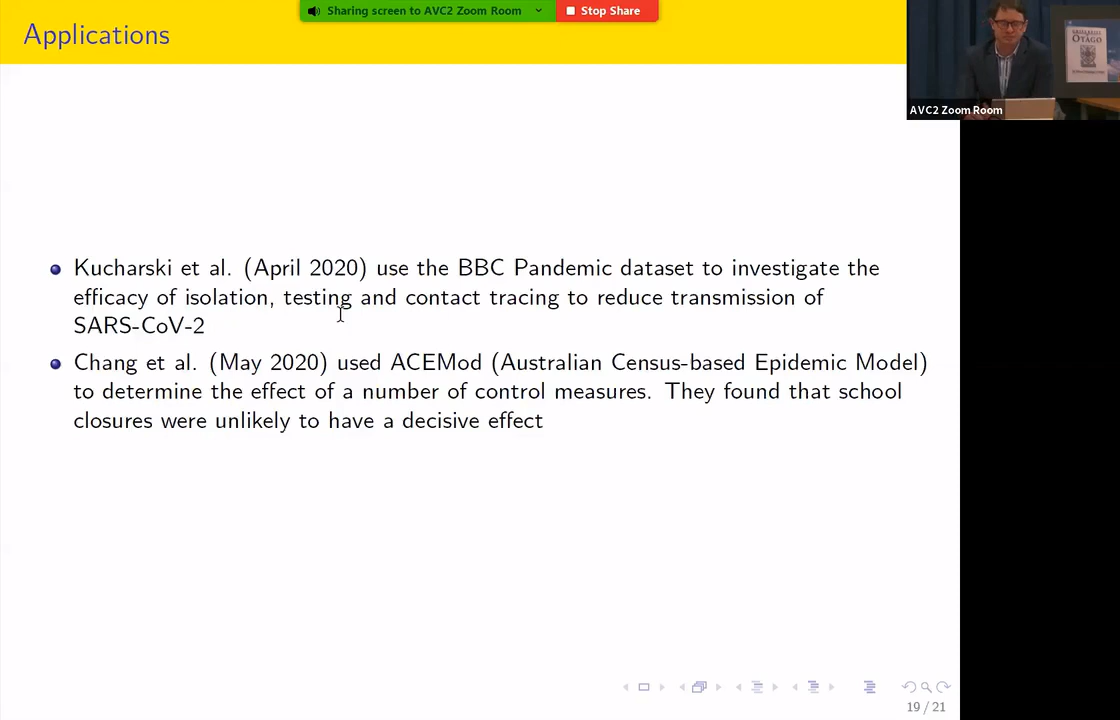 Applications
Sharing screen to AVC2 Zoom Room
Stop Share
OTAGO
AVC2 Zoom Room
Kucharski et al. (April 2020) use the BBC Pandemic dataset to investigate the
efficacy of isolation, testing and contact tracing to reduce transmission of
SARS-CoV-2
Chang et al. (May 2020) used ACEMod (Australian Census-based Epidemic Model)
to determine the effect of a number of control measures. They found that school
closures were unlikely to have a decisive effect
19 / 21